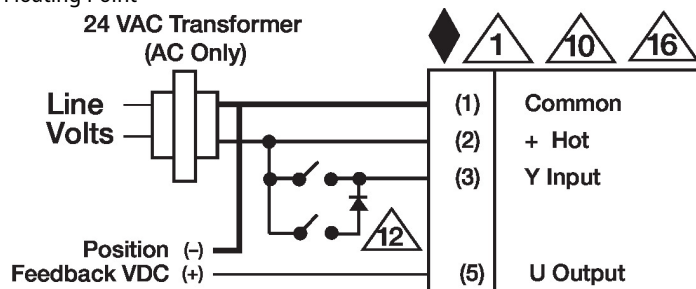 Floating Point
24 VAC Transformer
(AC Only)
1 10 16
Line
Volts
(1) Common
(2) + Hot
(3) Y Input
12
Position (–)
Feedback VDC (+)
(5) U Output